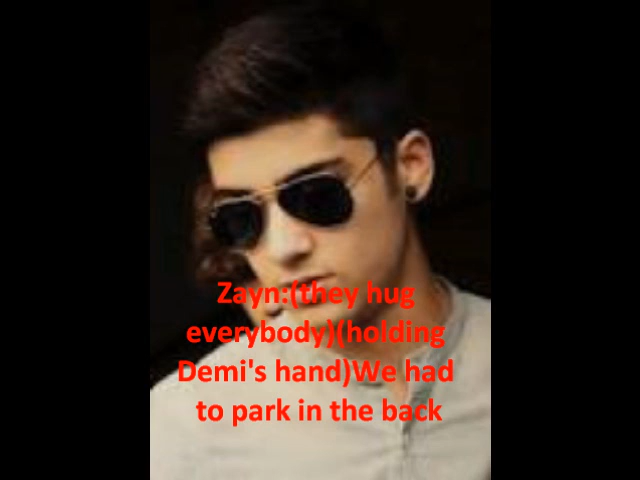 Zayn:(they hug
everybody)(holding
Demi's hand)We had
to park in the back